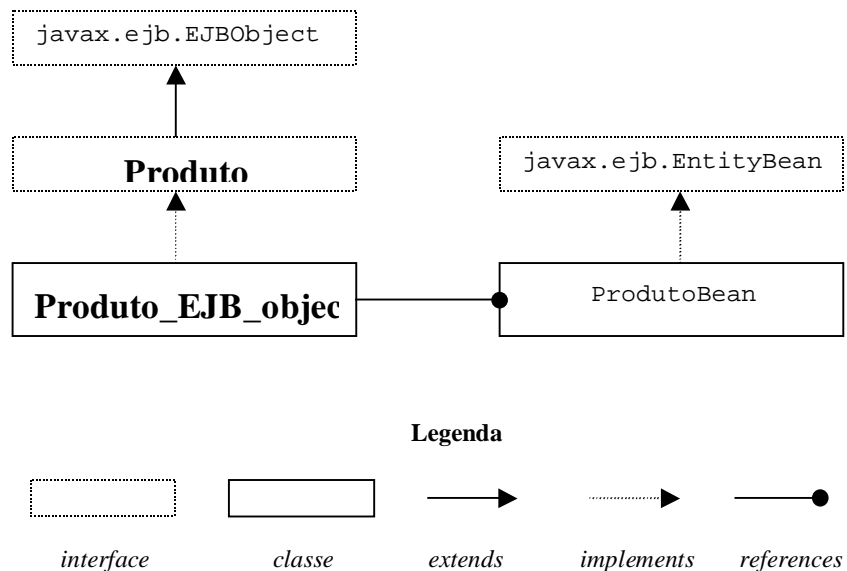 javax.ejb.EJBObject
Produto
javax.ejb.EntityBean
Produto_EJB_objec
ProdutoBean
Legenda
interface classe extends implements references